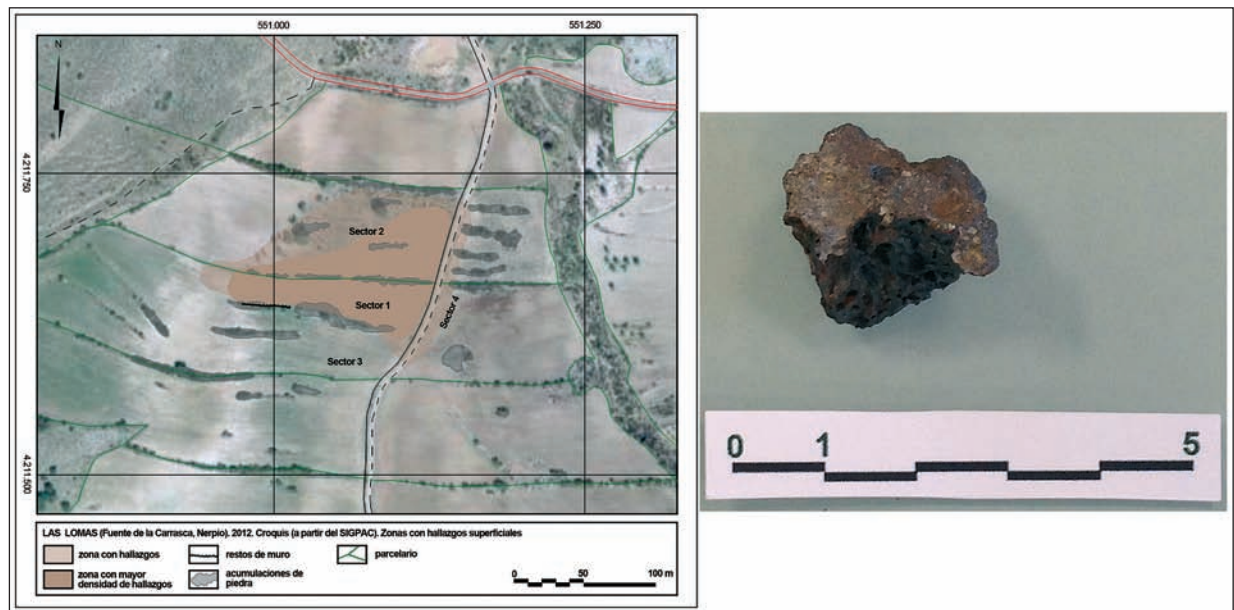 551.000
551.250
N
4.211.750
Sector 2
Sector 1
Sector 4
Sector 3
4.211.500
LAS LOMAS (Fuente de la Carrasca, Nerpio). 2012. Croquis (a partir del SIGPAC). Zonas con hallazgos superficiales
zona con hallazgos
restos de muro
parcelario
zona con mayor
densidad de hallazgos
acumulaciones de
piedra
0 50 100 m
0 1 5